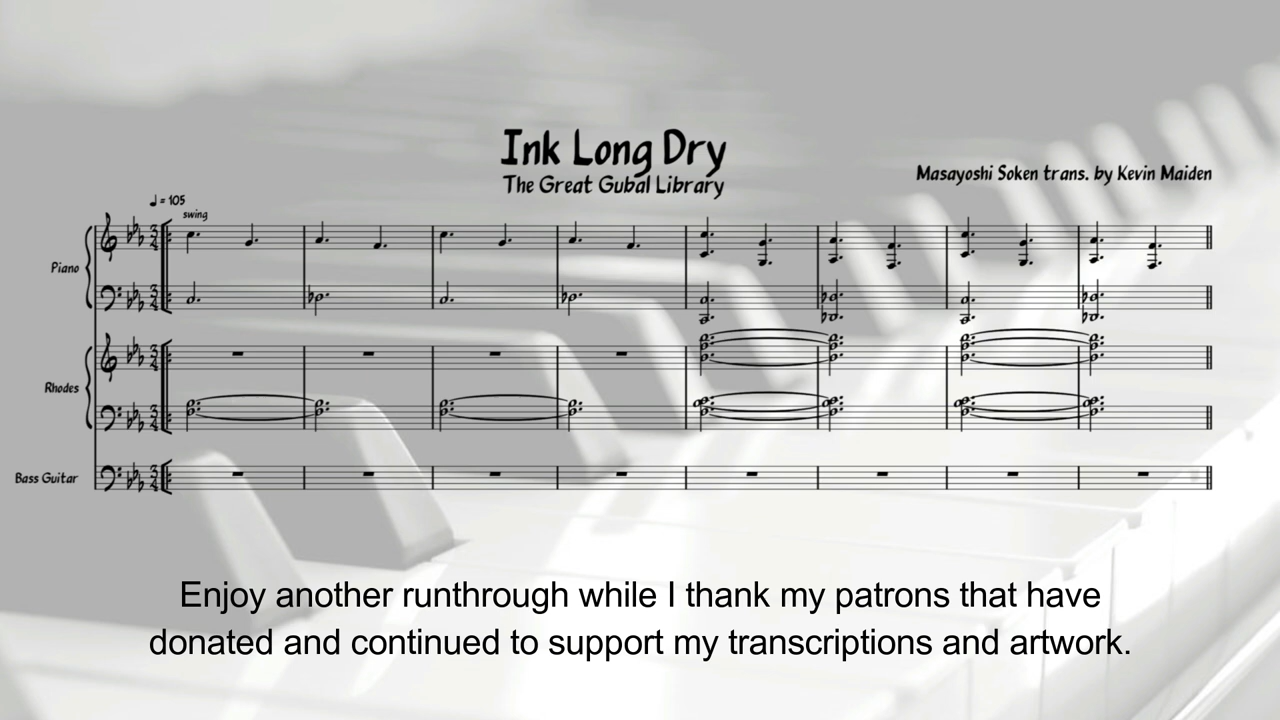 Ink Long Dry
The Great Gubal Library
Masayoshi Soken trans. by Kevin Maiden
♩ = 105
swing
Piano
Rhodes
Bass Guitar
Enjoy another runthrough while I thank my patrons that have
donated and continued to support my transcriptions and artwork.